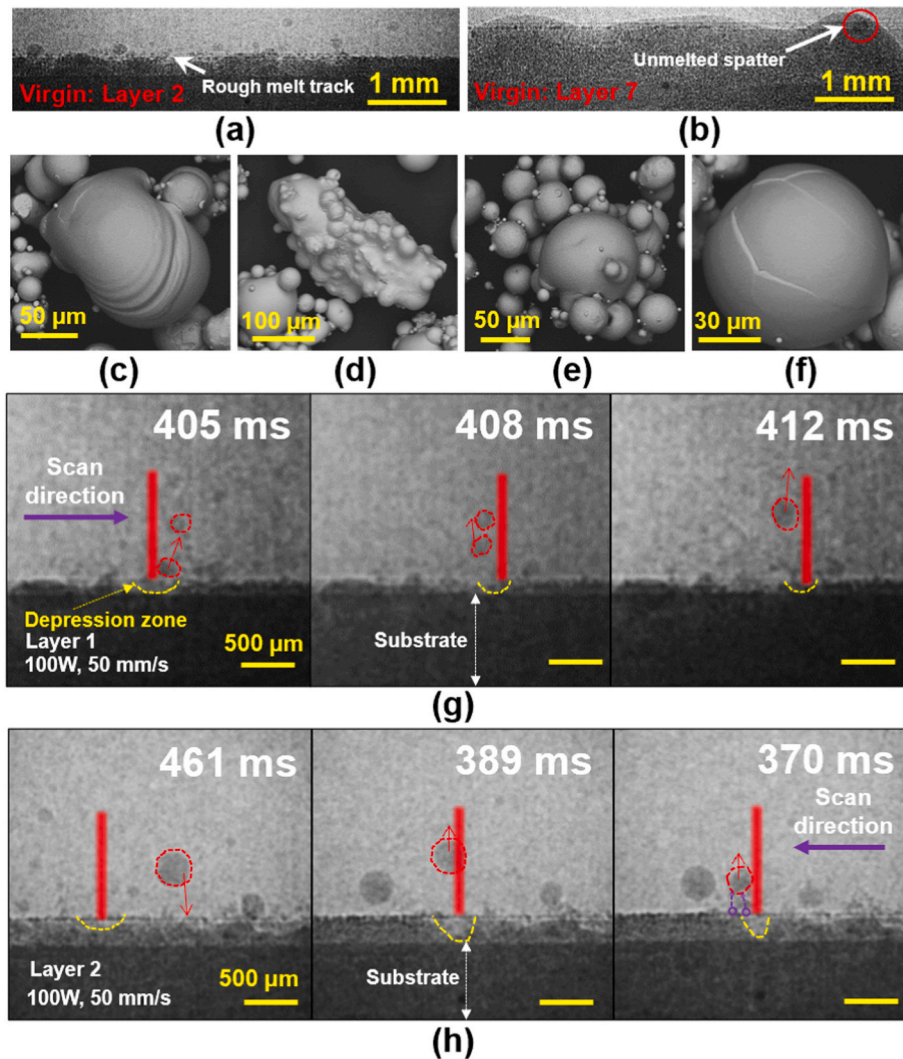 Rough melt track
Virgin: Layer 2
1 mm
(a)
Unmelted spatter
Virgin: Layer 7
1 mm
(b)
50 µm
(c)
100 µm
(d)
50 µm
(e)
30 µm
(f)
405 ms
Scan
direction
Depression zone
Layer 1
100W, 50 mm/s
500 µm
408 ms
Substrate
412 ms
(g)
461 ms
Layer 2
100W, 50 mm/s
500 µm
389 ms
Substrate
370 ms
Scan
direction
(h)